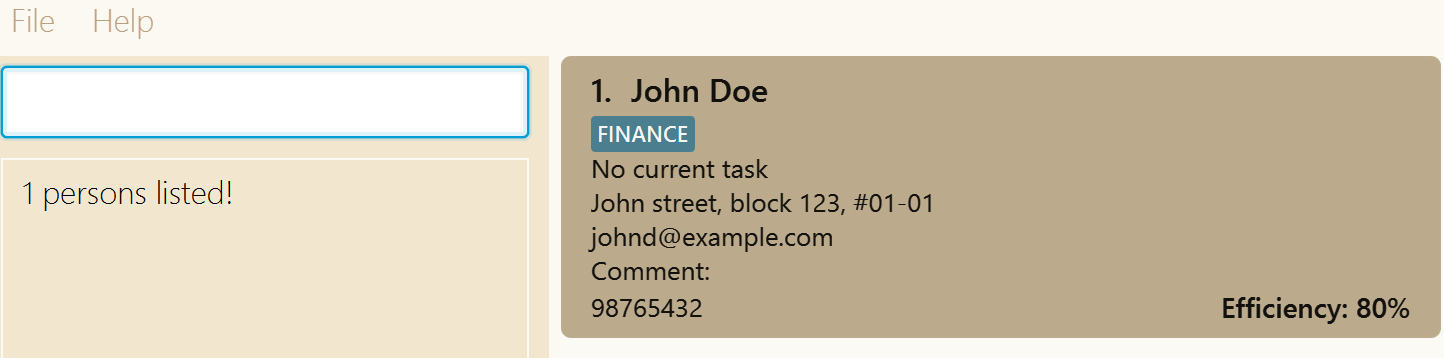 File Help
1 persons listed!
1. John Doe
FINANCE
No current task
John street, block 123, #01-01
johnd@example.com
Comment:
98765432
Efficiency: 80%